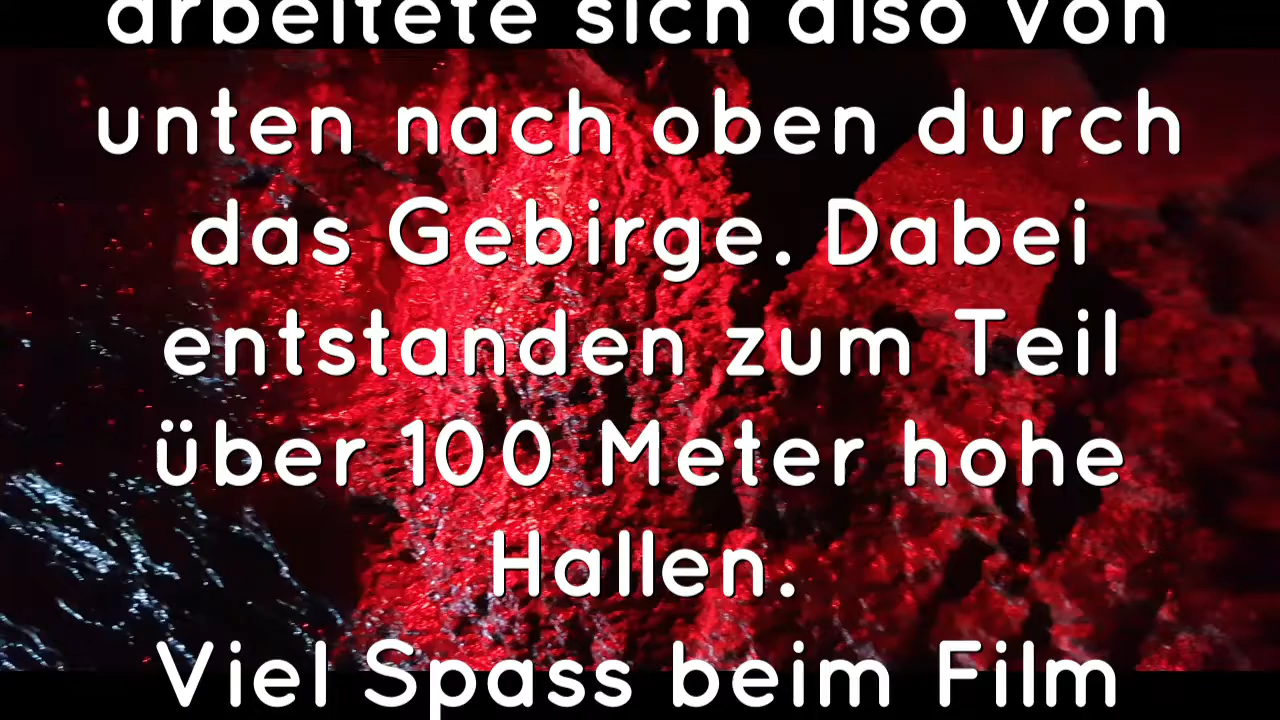 arbeitete sich also von
unten nach oben durch
das Gebirge. Dabei
entstanden zum Teil
über 100 Meter hohe
Hallen.
Viel Spass beim Film